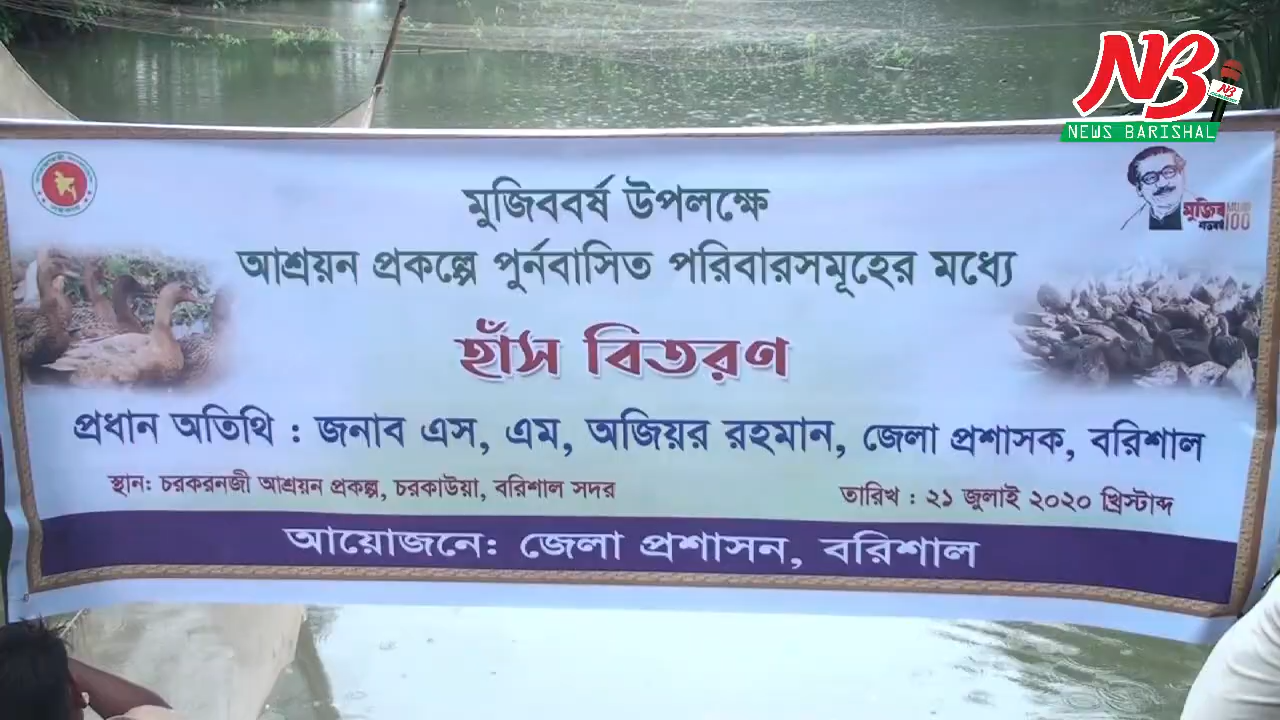 NB
NB
NEWS BARISHAL
মুজিববর্ষ উপলক্ষে
মুজিব
100
আশ্রয়ন প্রকল্পে পুর্নবাসিত পরিবারসমূহের মধ্যে
হাঁস বিতরণ
প্রধান অতিথি : জনাব এস, এম, অজিয়র রহমান, জেলা প্রশাসক, বরিশাল
স্থান: চরকরনজী আশ্রয়ন প্রকল্প, চরকাউয়া, বরিশাল সদর
তারিখ : ২১ জুলাই ২০২০ খ্রিস্টাব্দ
আয়োজনে: জেলা প্রশাসন, বরিশাল